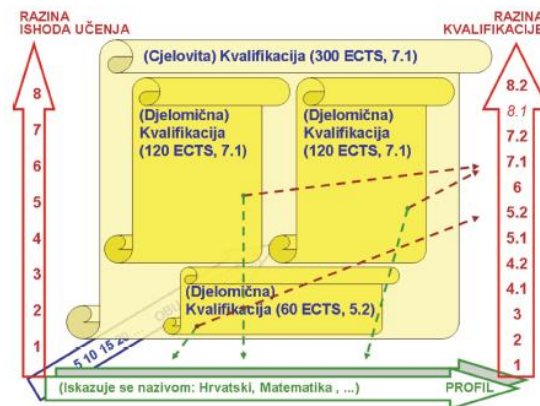 RAZINA
ISHODA UČENJA
RAZINA
KVALIFIKACIJE
(Cjelovita) Kvalifikacija (300 ECTS, 7.1)
(Djelomična)
Kvalifikacija
(120 ECTS, 7.1)
(Djelomična)
Kvalifikacija
(120 ECTS, 7.1)
(Djelomična)
Kvalifikacija (60 ECTS, 5.2)
8
7
6
5
4
3
2
1
8.2
8.1
7.2
7.1
6
5.2
5.1
4.2
4.1
3
2
1
5 10 15 20 ...
(Iskazuje se nazivom: Hrvatski, Matematika , ...)
PROFIL